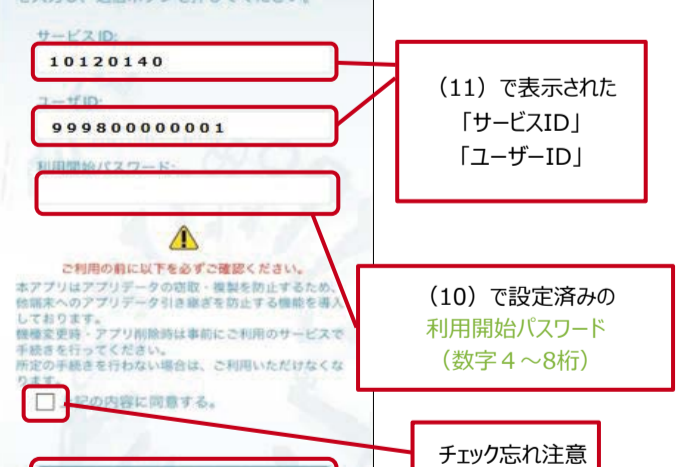 サービスID:
10120140
ユーザID:
999800000001
利用開始パスワード:
ご利用の前に以下を必ずご確認ください。
本アプリはアプリデータの窃取・複製を防止するため、
他端末へのアプリデータ引き継ぎを防止する機能を導入
しております。
機種変更時・アプリ削除時は事前にご利用のサービスで
手続きを行ってください。
所定の手続きを行わない場合は、ご利用いただけなくな
ります。
記の内容に同意する。
（11）で表示された
「サービスID」
「ユーザーID」
（10）で設定済みの
利用開始パスワード
（数字４～8桁）
チェック忘れ注意